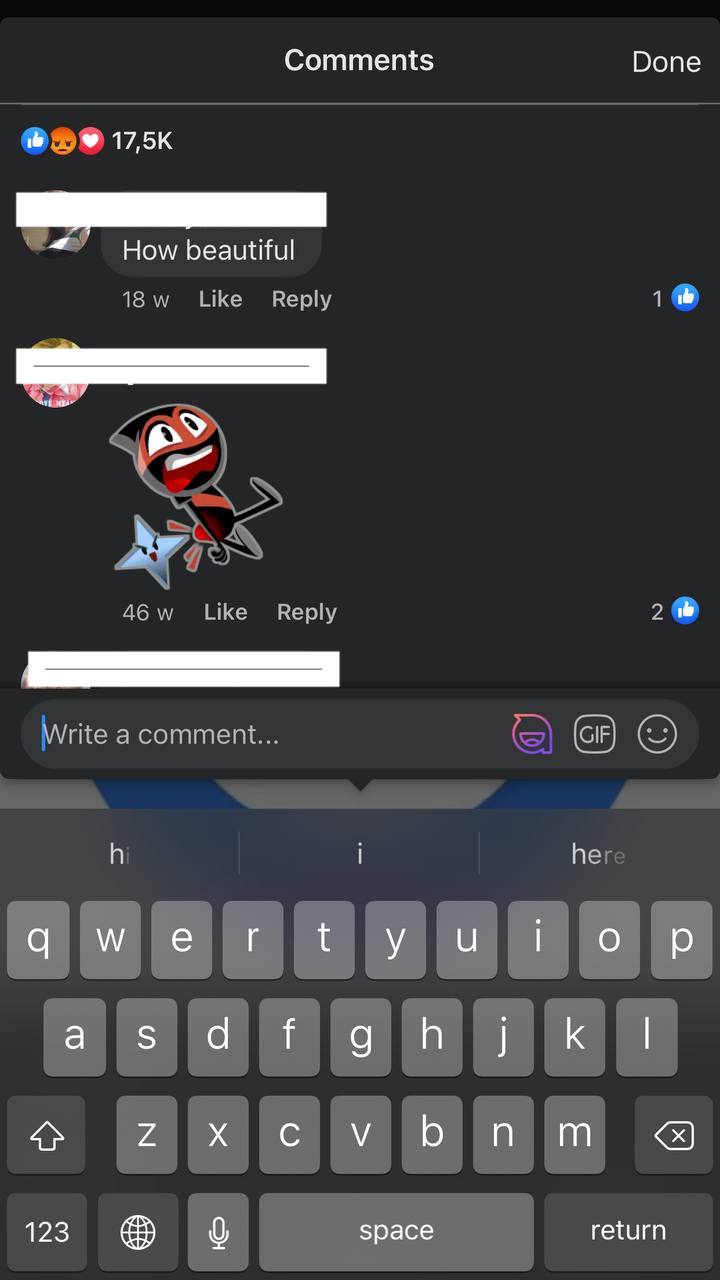 Comments
Done
17,5K
How beautiful
18 w Like Reply
1
46 w Like Reply
2
Write a comment...
GIF
hi i here
q w e r t y u i o p
a s d f g h j k l
z x c v b n m
123 space return